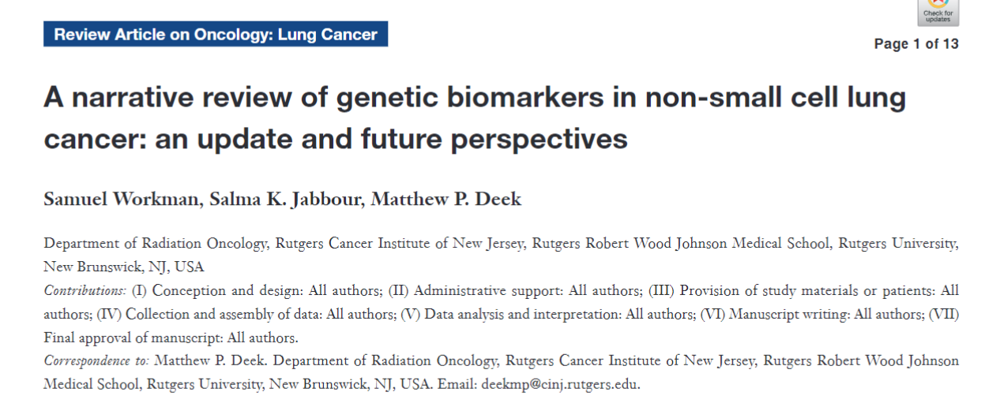 Check for
updates
Review Article on Oncology: Lung Cancer
Page 1 of 13
A narrative review of genetic biomarkers in non-small cell lung
cancer: an update and future perspectives
Samuel Workman, Salma K. Jabbour, Matthew P. Deek
Department of Radiation Oncology, Rutgers Cancer Institute of New Jersey, Rutgers Robert Wood Johnson Medical School, Rutgers University,
New Brunswick, NJ, USA
Contributions: (I) Conception and design: All authors; (II) Administrative support: All authors; (III) Provision of study materials or patients: All
authors; (IV) Collection and assembly of data: All authors; (V) Data analysis and interpretation: All authors; (VI) Manuscript writing: All authors; (VII)
Final approval of manuscript: All authors.
Correspondence to: Matthew P. Deek. Department of Radiation Oncology, Rutgers Cancer Institute of New Jersey, Rutgers Robert Wood Johnson
Medical School, Rutgers University, New Brunswick, NJ, USA. Email: deekmp@cinj.rutgers.edu.